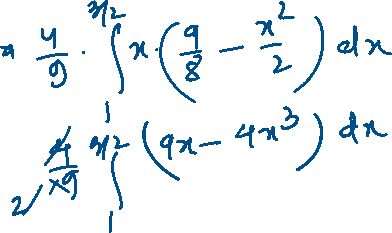 = 4/9 · ∫₁^{3/2} x · (9/8 − x²/2) dx
4/(×9) ∫₁^{3/2} (9x − 4x³) dx
2